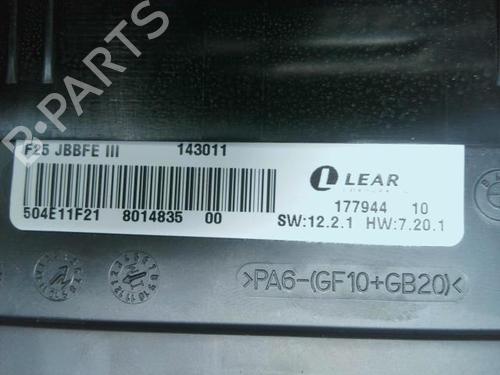 B-PARTS
F25 JBBFE III 143011
LEAR
504E11F21 8014835 00
177944 10
SW:12.2.1 HW:7.20.1
>PA6-(GF10+GB20)<